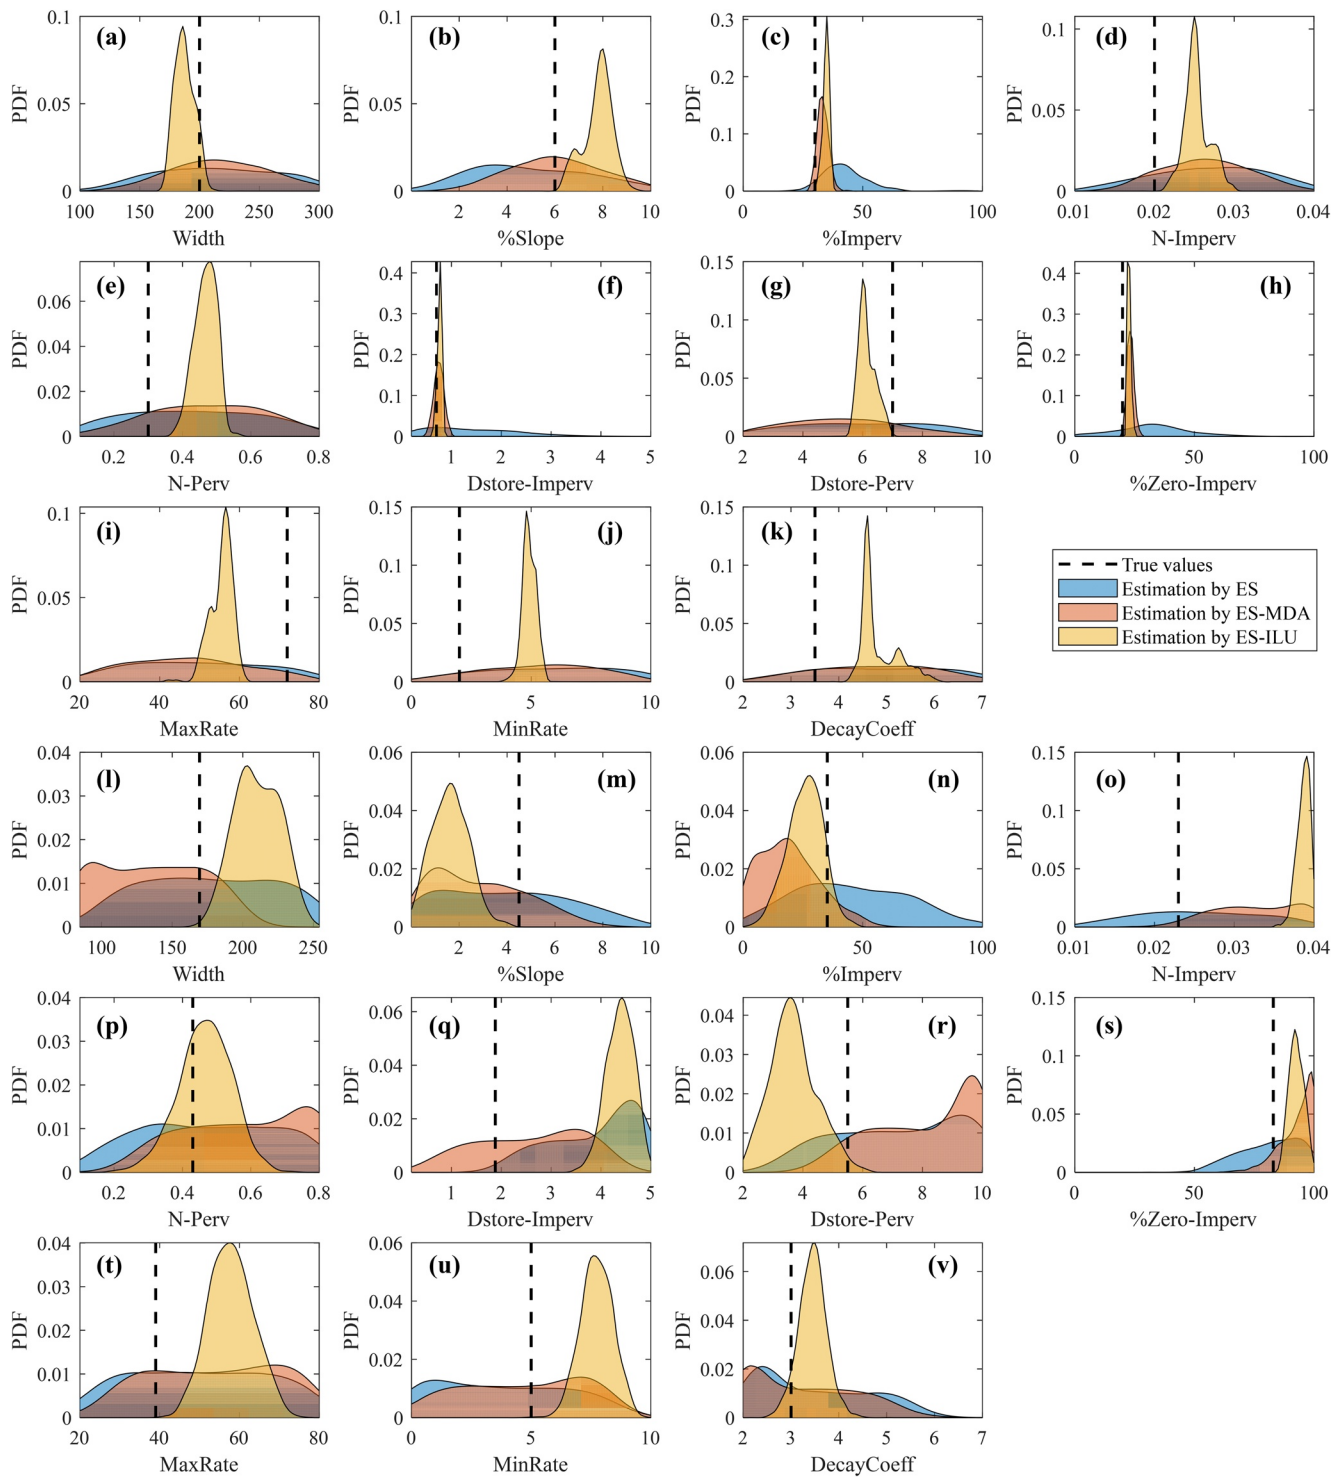 (a) PDF 0.1 0.05 0 100 150 200 250 300 Width
(b) PDF 0.1 0.05 0 2 4 6 8 10 %Slope
(c) PDF 0.3 0.2 0.1 0 0 50 100 %Imperv
(d) PDF 0.1 0.05 0 0.01 0.02 0.03 0.04 N-Imperv
(e) PDF 0.06 0.04 0.02 0 0.2 0.4 0.6 0.8 N-Perv
(f) PDF 0.4 0.3 0.2 0.1 0 1 2 3 4 5 Dstore-Imperv
(g) PDF 0.15 0.1 0.05 0 2 4 6 8 10 Dstore-Perv
(h) PDF 0.4 0.3 0.2 0.1 0 0 50 100 %Zero-Imperv
(i) PDF 0.1 0.05 0 20 40 60 80 MaxRate
(j) PDF 0.15 0.1 0.05 0 0 5 10 MinRate
(k) PDF 0.15 0.1 0.05 0 2 3 4 5 6 7 DecayCoeff
True values
Estimation by ES
Estimation by ES-MDA
Estimation by ES-ILU
(l) PDF 0.04 0.03 0.02 0.01 0 100 150 200 250 Width
(m) PDF 0.06 0.04 0.02 0 0 2 4 6 8 10 %Slope
(n) PDF 0.06 0.04 0.02 0 0 50 100 %Imperv
(o) PDF 0.15 0.1 0.05 0 0.01 0.02 0.03 0.04 N-Imperv
(p) PDF 0.04 0.03 0.02 0.01 0 0.2 0.4 0.6 0.8 N-Perv
(q) PDF 0.06 0.04 0.02 0 1 2 3 4 5 Dstore-Imperv
(r) PDF 0.04 0.03 0.02 0.01 0 2 4 6 8 10 Dstore-Perv
(s) PDF 0.15 0.1 0.05 0 0 50 100 %Zero-Imperv
(t) PDF 0.04 0.03 0.02 0.01 0 20 40 60 80 MaxRate
(u) PDF 0.06 0.04 0.02 0 0 5 10 MinRate
(v) PDF 0.06 0.04 0.02 0 2 3 4 5 6 7 DecayCoeff